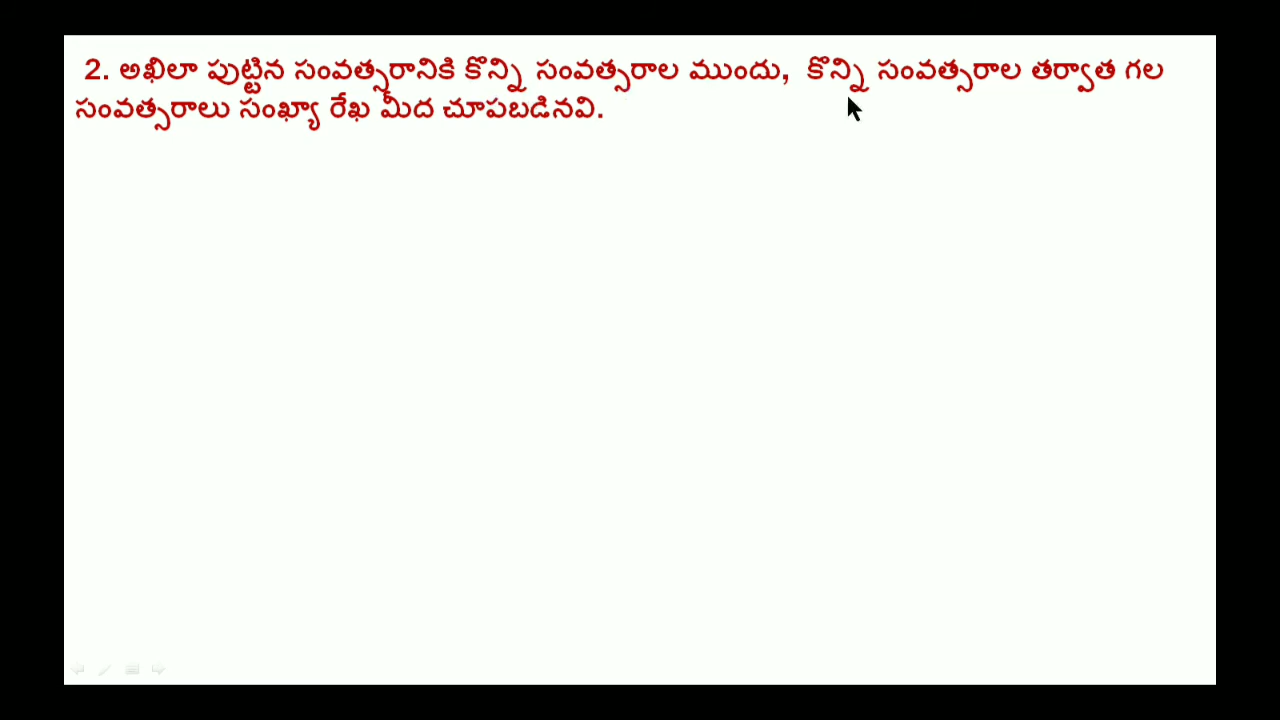 2. అఖిలా పుట్టిన సంవత్సరానికి కొన్ని సంవత్సరాల ముందు, కొన్ని సంవత్సరాల తర్వాత గల
సంవత్సరాలు సంఖ్యా రేఖ మీద చూపబడినవి.